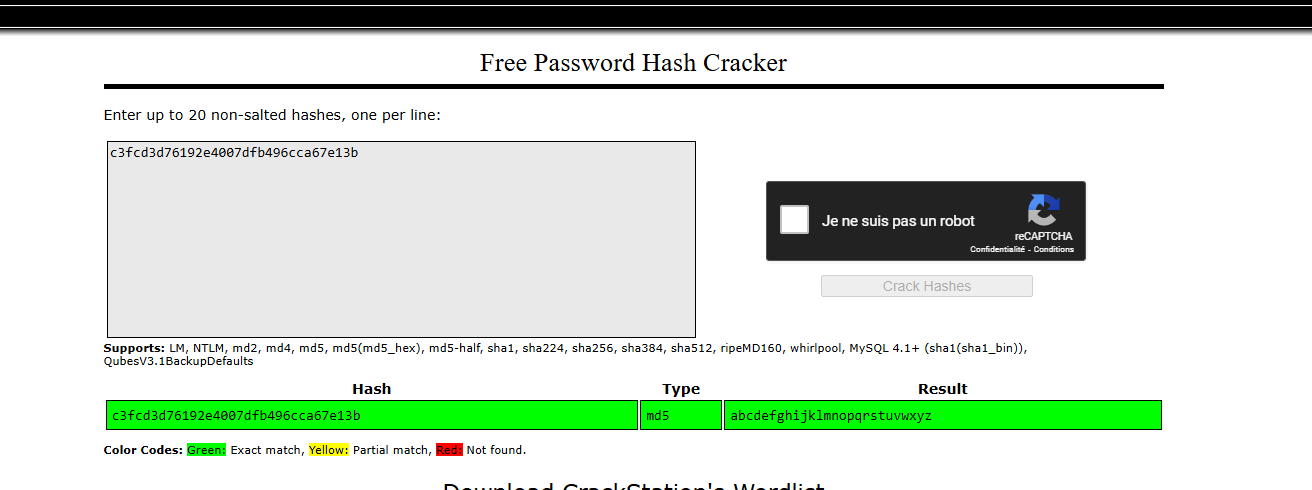 Free Password Hash Cracker
Enter up to 20 non-salted hashes, one per line:
c3fcd3d76192e4007dfb496cca67e13b
Je ne suis pas un robot
reCAPTCHA
Confidentialité - Conditions
Crack Hashes
Supports: LM, NTLM, md2, md4, md5, md5(md5_hex), md5-half, sha1, sha224, sha256, sha384, sha512, ripeMD160, whirlpool, MySQL 4.1+ (sha1(sha1_bin)),
QubesV3.1BackupDefaults
Hash Type Result
c3fcd3d76192e4007dfb496cca67e13b md5 abcdefghijklmnopqrstuvwxyz
Color Codes: Green: Exact match, Yellow: Partial match, Red: Not found.
Download CrackStation's Wordlist